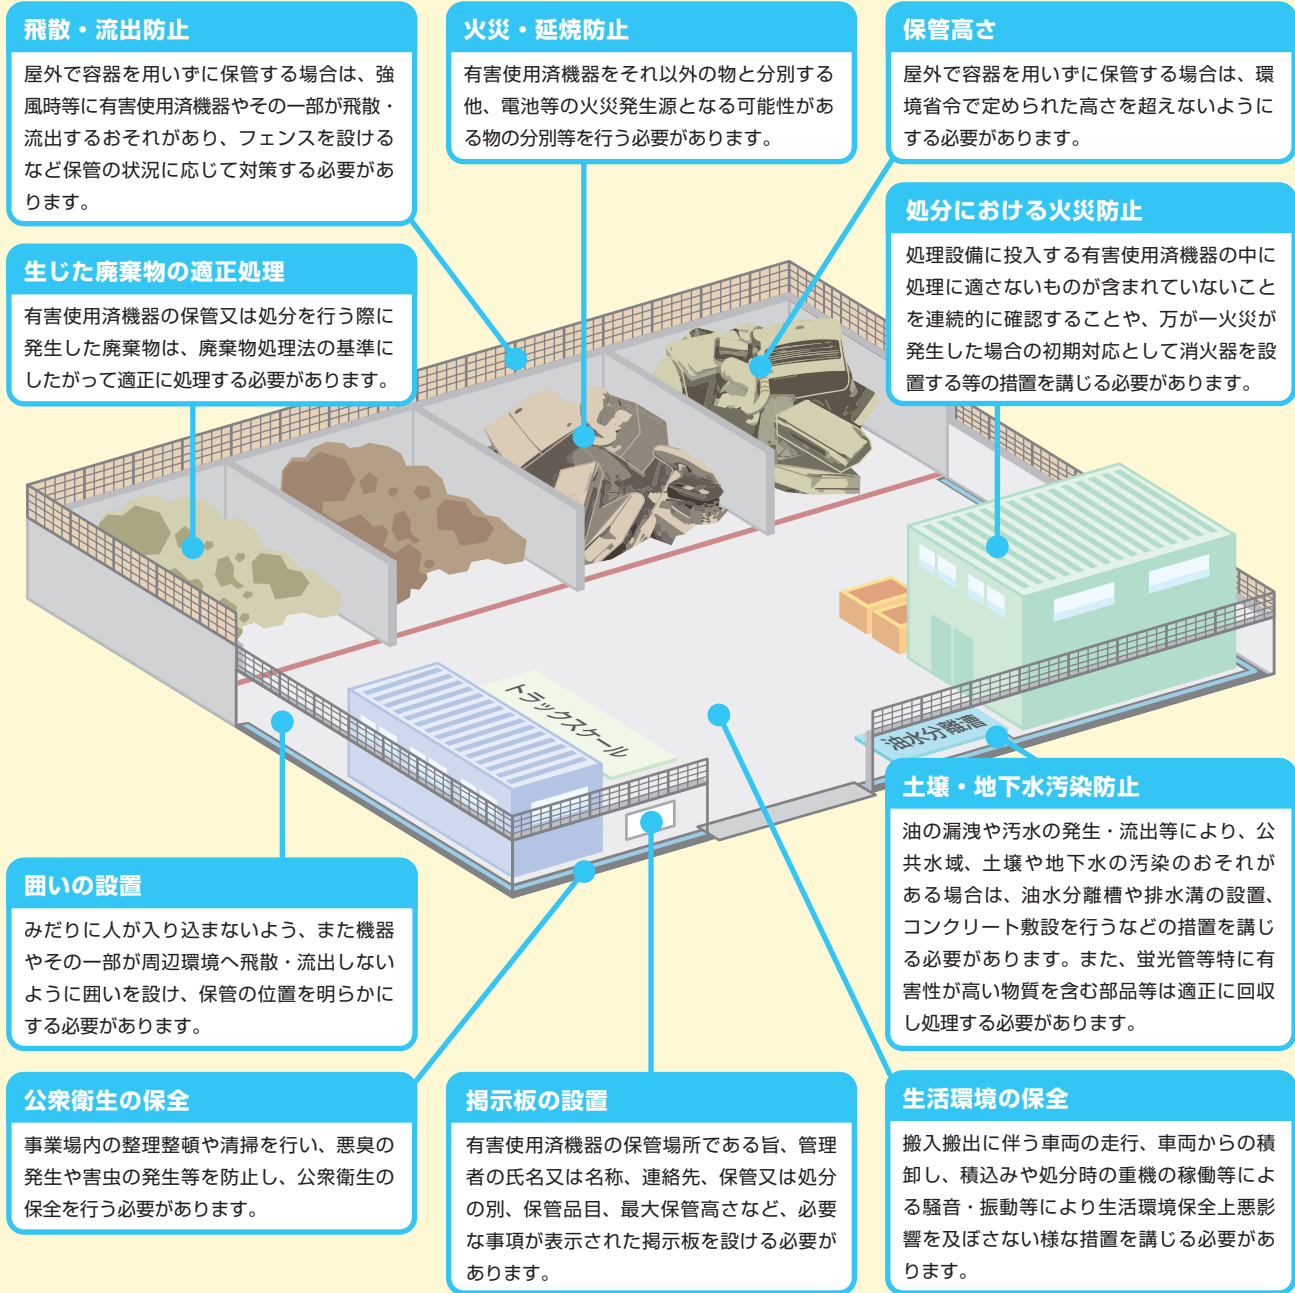 飛散・流出防止
屋外で容器を用いずに保管する場合は、強
風時等に有害使用済機器やその一部が飛散・
流出するおそれがあり、フェンスを設ける
など保管の状況に応じて対策する必要があ
ります。
火災・延焼防止
有害使用済機器をそれ以外の物と分別する
他、電池等の火災発生源となる可能性があ
る物の分別等を行う必要があります。
保管高さ
屋外で容器を用いずに保管する場合は、環
境省令で定められた高さを超えないように
する必要があります。
処分における火災防止
処理設備に投入する有害使用済機器の中に
処理に適さないものが含まれていないこと
を連続的に確認することや、万が一火災が
発生した場合の初期対応として消火器を設
置する等の措置を講じる必要があります。
生じた廃棄物の適正処理
有害使用済機器の保管又は処分を行う際に
発生した廃棄物は、廃棄物処理法の基準に
したがって適正に処理する必要があります。
トラックスケール
油水分離漕
土壌・地下水汚染防止
油の漏洩や汚水の発生・流出等により、公
共水域、土壌や地下水の汚染のおそれが
ある場合は、油水分離槽や排水溝の設置、
コンクリート敷設を行うなどの措置を講じ
る必要があります。また、蛍光管等特に有
害性が高い物質を含む部品等は適正に回収
し処理する必要があります。
囲いの設置
みだりに人が入り込まないよう、また機器
やその一部が周辺環境へ飛散・流出しない
ように囲いを設け、保管の位置を明らかに
する必要があります。
公衆衛生の保全
事業場内の整理整頓や清掃を行い、悪臭の
発生や害虫の発生等を防止し、公衆衛生の
保全を行う必要があります。
掲示板の設置
有害使用済機器の保管場所である旨、管理
者の氏名又は名称、連絡先、保管又は処分
の別、保管品目、最大保管高さなど、必要
な事項が表示された掲示板を設ける必要が
あります。
生活環境の保全
搬入搬出に伴う車両の走行、車両からの積
卸し、積込みや処分時の重機の稼働等によ
る騒音・振動等により生活環境保全上悪影
響を及ぼさない様な措置を講じる必要があ
ります。